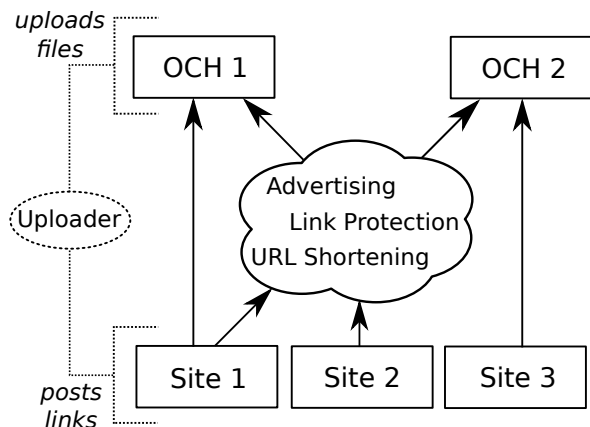 uploads
files
OCH 1
OCH 2
Advertising
Link Protection
URL Shortening
Uploader
Site 1
Site 2
Site 3
posts
links